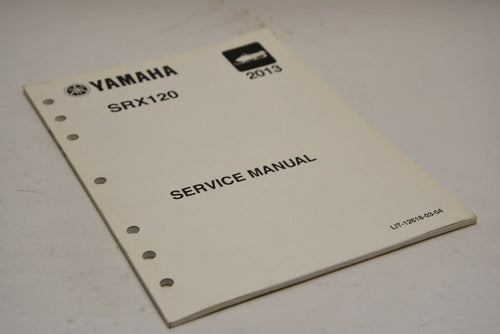 YAMAHA
2013
SRX120
SERVICE MANUAL
LIT-12618-03-04